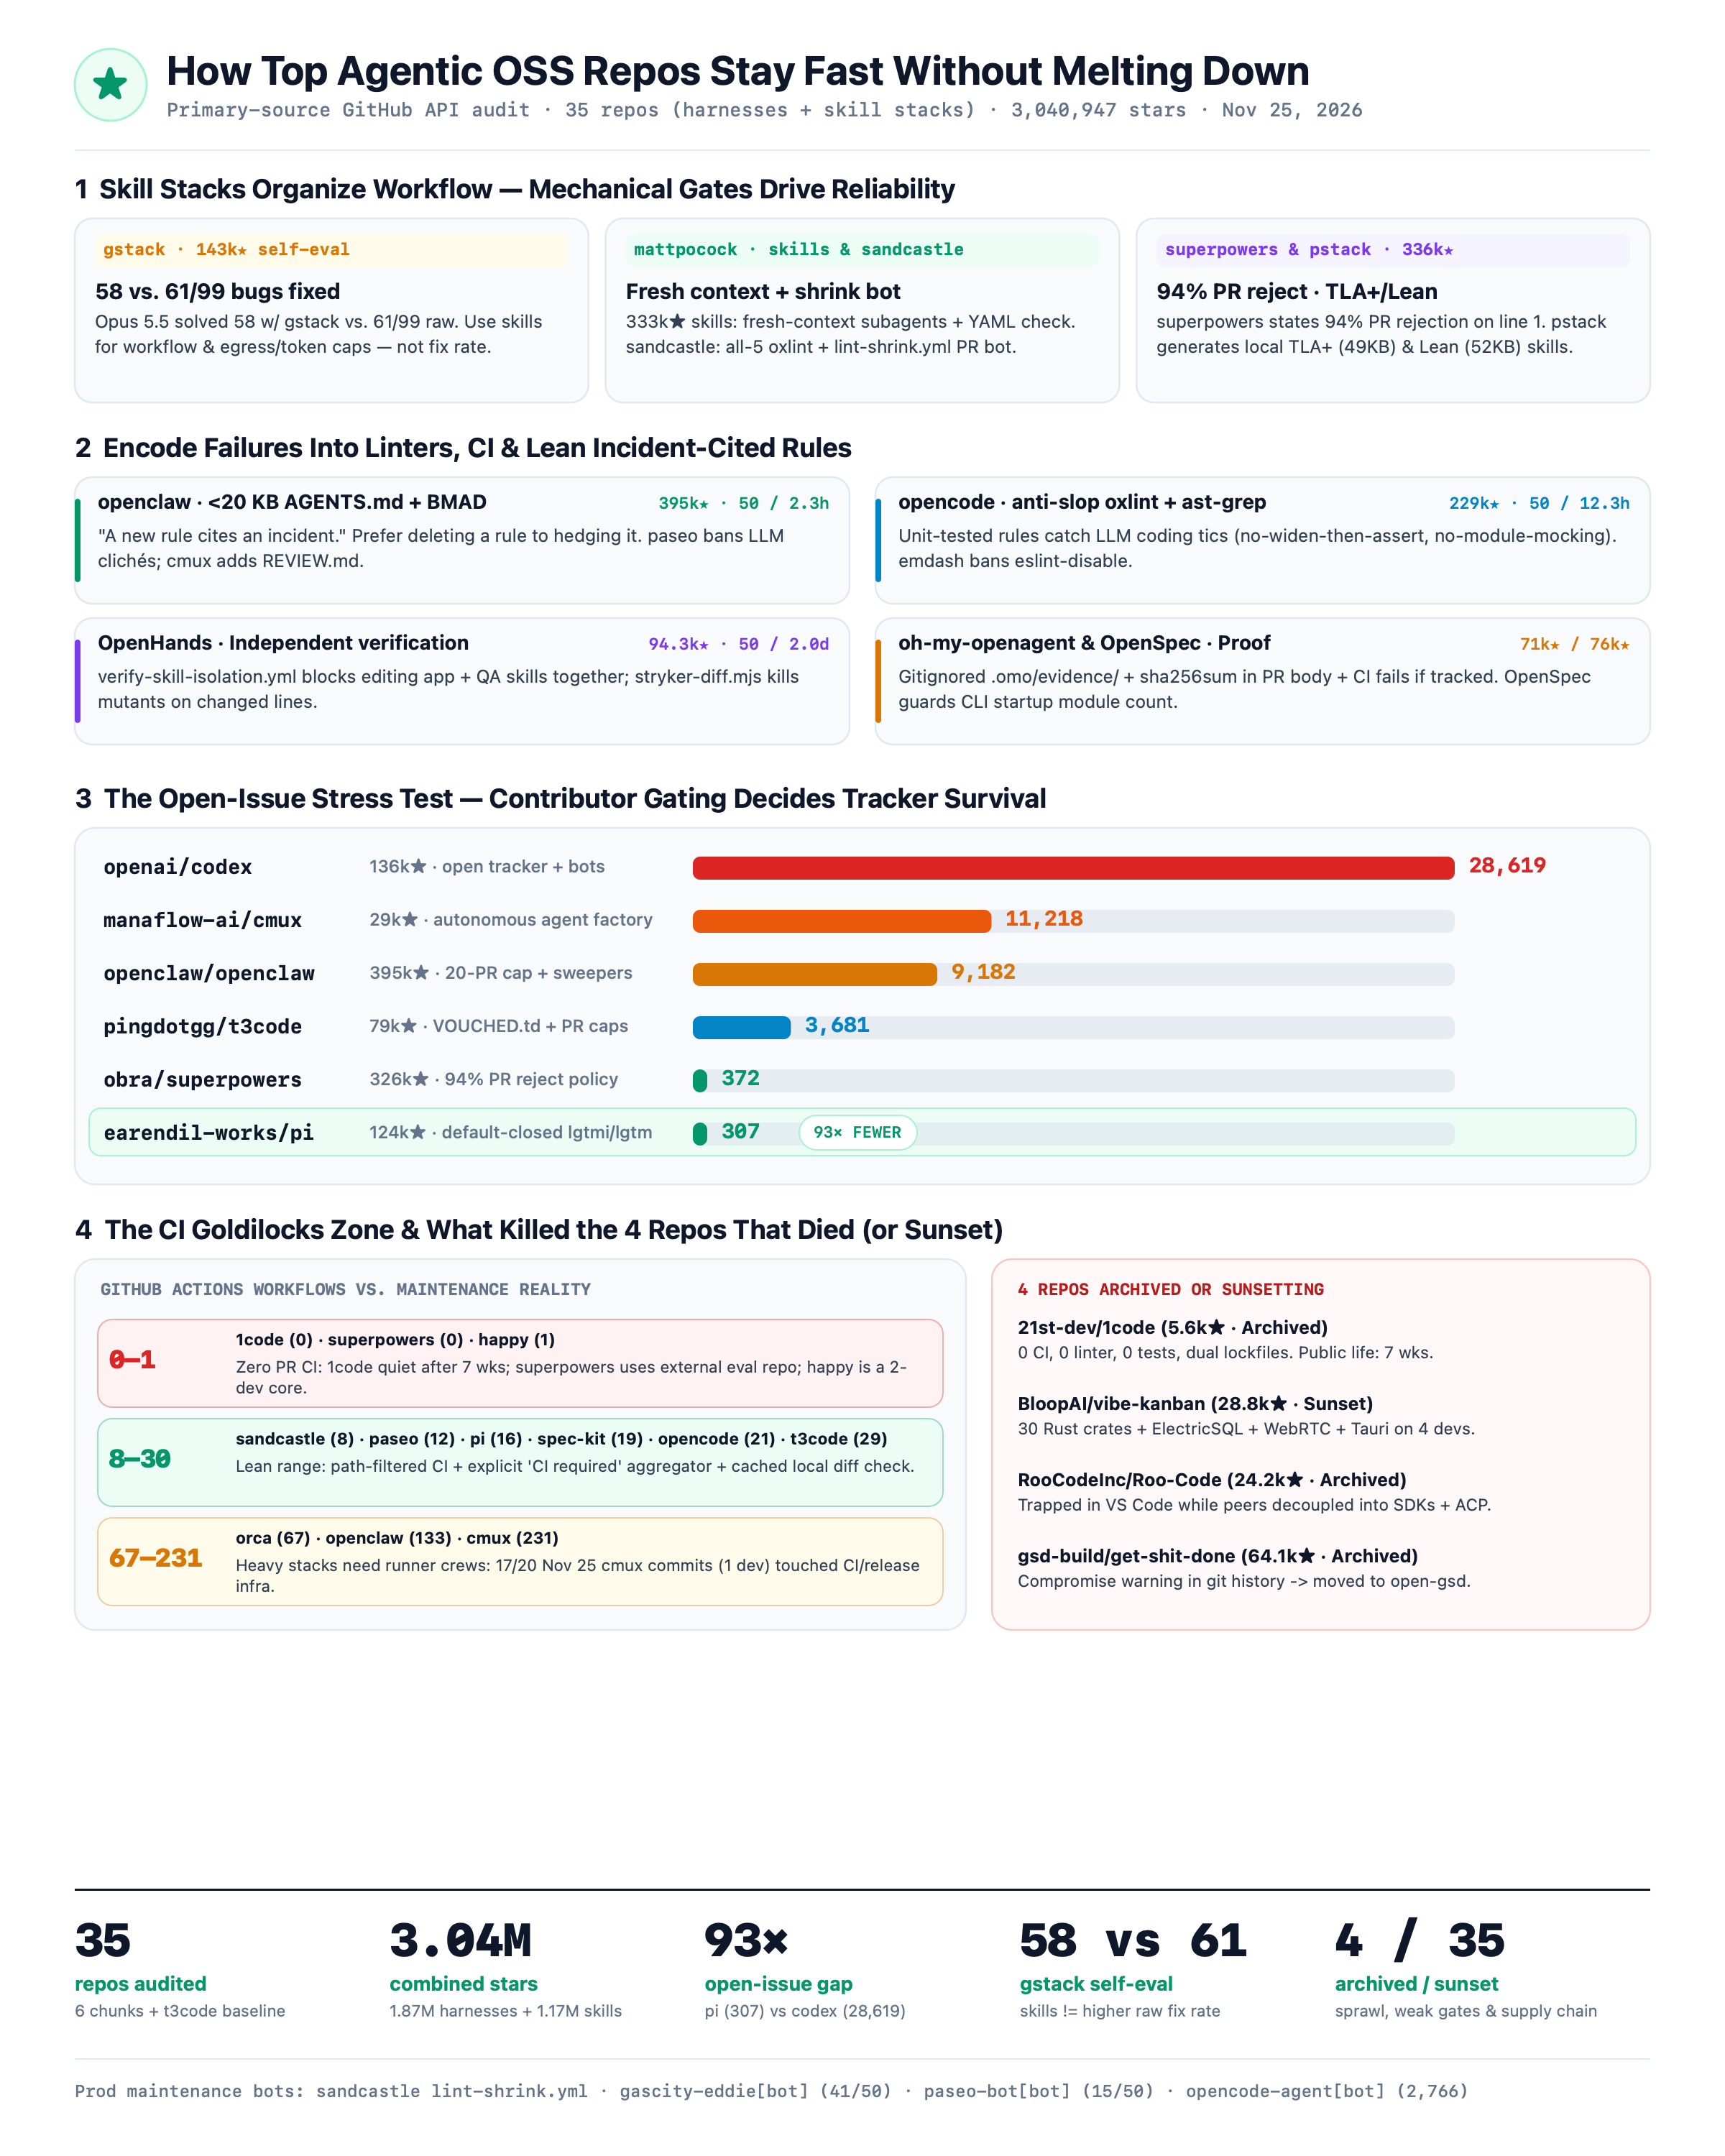 How Top Agentic OSS Repos Stay Fast Without Melting Down
Primary-source GitHub API audit · 35 repos (harnesses + skill stacks) · 3,040,947 stars · Nov 25, 2026
1 Skill Stacks Organize Workflow — Mechanical Gates Drive Reliability
gstack · 143k★ self-eval
58 vs. 61/99 bugs fixed
Opus 5.5 solved 58 w/ gstack vs. 61/99 raw. Use skills
for workflow & egress/token caps — not fix rate.
mattpocock · skills & sandcastle
Fresh context + shrink bot
333k★ skills: fresh-context subagents + YAML check.
sandcastle: all-5 oxlint + lint-shrink.yml PR bot.
superpowers & pstack · 336k★
94% PR reject · TLA+/Lean
superpowers states 94% PR rejection on line 1. pstack
generates local TLA+ (49KB) & Lean (52KB) skills.
2 Encode Failures Into Linters, CI & Lean Incident-Cited Rules
openclaw · <20 KB AGENTS.md + BMAD 395k★ · 50 / 2.3h
"A new rule cites an incident." Prefer deleting a rule to hedging it. paseo bans LLM
clichés; cmux adds REVIEW.md.
opencode · anti-slop oxlint + ast-grep 229k★ · 50 / 12.3h
Unit-tested rules catch LLM coding tics (no-widen-then-assert, no-module-mocking).
emdash bans eslint-disable.
OpenHands · Independent verification 94.3k★ · 50 / 2.0d
verify-skill-isolation.yml blocks editing app + QA skills together; stryker-diff.mjs kills
mutants on changed lines.
oh-my-openagent & OpenSpec · Proof 71k★ / 76k★
Gitignored .omo/evidence/ + sha256sum in PR body + CI fails if tracked. OpenSpec
guards CLI startup module count.
3 The Open-Issue Stress Test — Contributor Gating Decides Tracker Survival
openai/codex 136k★ · open tracker + bots 28,619
manaflow-ai/cmux 29k★ · autonomous agent factory 11,218
openclaw/openclaw 395k★ · 20-PR cap + sweepers 9,182
pingdotgg/t3code 79k★ · VOUCHED.td + PR caps 3,681
obra/superpowers 326k★ · 94% PR reject policy 372
earendil-works/pi 124k★ · default-closed lgtmi/lgtm 307 93× FEWER
4 The CI Goldilocks Zone & What Killed the 4 Repos That Died (or Sunset)
GITHUB ACTIONS WORKFLOWS VS. MAINTENANCE REALITY
0–1
1code (0) · superpowers (0) · happy (1)
Zero PR CI: 1code quiet after 7 wks; superpowers uses external eval repo; happy is a 2-
dev core.
8–30
sandcastle (8) · paseo (12) · pi (16) · spec-kit (19) · opencode (21) · t3code (29)
Lean range: path-filtered CI + explicit 'CI required' aggregator + cached local diff check.
67–231
orca (67) · openclaw (133) · cmux (231)
Heavy stacks need runner crews: 17/20 Nov 25 cmux commits (1 dev) touched CI/release
infra.
4 REPOS ARCHIVED OR SUNSETTING
21st-dev/1code (5.6k★ · Archived)
0 CI, 0 linter, 0 tests, dual lockfiles. Public life: 7 wks.
BloopAI/vibe-kanban (28.8k★ · Sunset)
30 Rust crates + ElectricSQL + WebRTC + Tauri on 4 devs.
RooCodeInc/Roo-Code (24.2k★ · Archived)
Trapped in VS Code while peers decoupled into SDKs + ACP.
gsd-build/get-shit-done (64.1k★ · Archived)
Compromise warning in git history -> moved to open-gsd.
35
repos audited
6 chunks + t3code baseline
3.04M
combined stars
1.87M harnesses + 1.17M skills
93×
open-issue gap
pi (307) vs codex (28,619)
58 vs 61
gstack self-eval
skills != higher raw fix rate
4 / 35
archived / sunset
sprawl, weak gates & supply chain
Prod maintenance bots: sandcastle lint-shrink.yml · gascity-eddie[bot] (41/50) · paseo-bot[bot] (15/50) · opencode-agent[bot] (2,766)